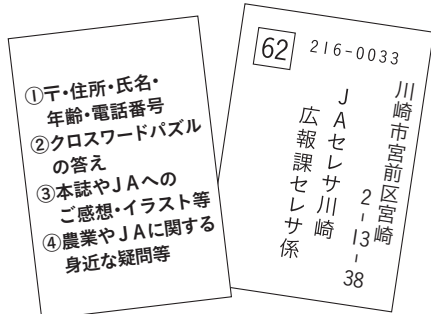 ①〒・住所・氏名・
年齢・電話番号
②クロスワードパズル
の答え
③本誌やJAへの
ご感想・イラスト等
④農業やJAに関する
身近な疑問等
62
216-0033
川崎市宮前区宮崎
2-13-38
JAセレサ川崎
広報課セレサ係